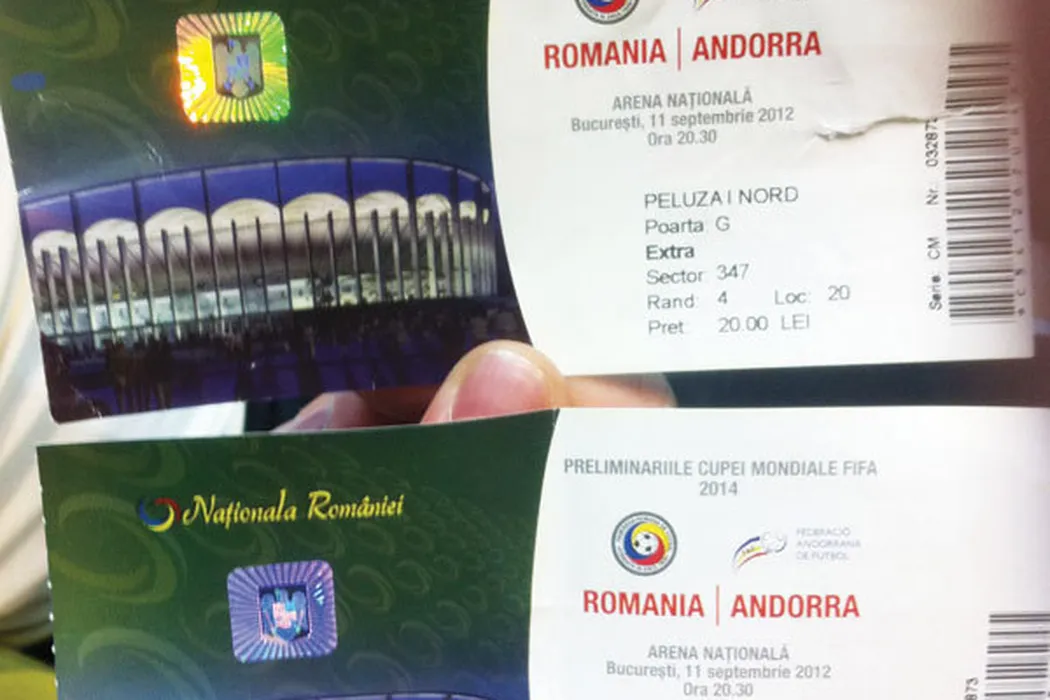 ROMANIA | ANDORRA
ARENA NAȚIONALĂ
București, 11 septembrie 2012
Ora 20.30
PELUZA I NORD
Poarta G
Extra
Sector: 347
Rand: 4 Loc: 20
Pret: 20.00 LEI
Serie: CM Nr. 03287
Naționala României
PRELIMINARIILE CUPEI MONDIALE FIFA
2014
FEDERACIÓ
ANDORRANA
DE FUTBOL
ROMANIA | ANDORRA
ARENA NAȚIONALĂ
București, 11 septembrie 2012
Ora 20.30